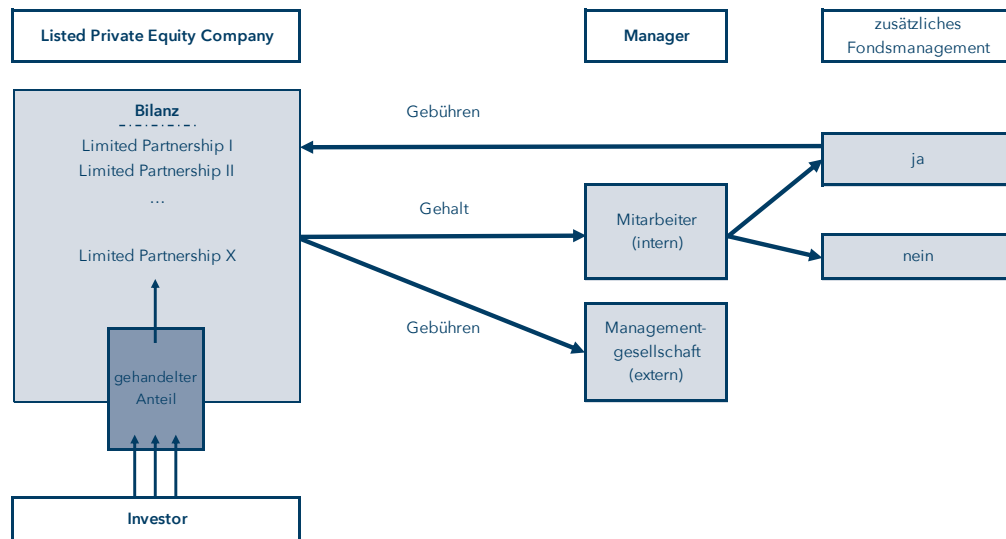 Listed Private Equity Company
Manager
zusätzliches
Fondsmanagement
Bilanz
Limited Partnership I
Limited Partnership II
...
Limited Partnership X
gehandelter
Anteil
Investor
Gebühren
Gehalt
Gebühren
Mitarbeiter
(intern)
Management-
gesellschaft
(extern)
ja
nein